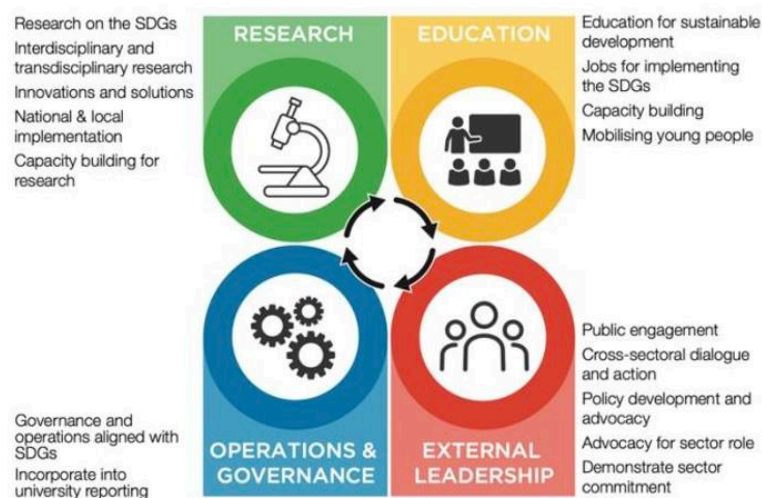 Research on the SDGs
Interdisciplinary and
transdisciplinary research
Innovations and solutions
National & local
implementation
Capacity building for
research
RESEARCH
EDUCATION
Education for sustainable
development
Jobs for implementing
the SDGs
Capacity building
Mobilising young people
Governance and
operations aligned with
SDGs
Incorporate into
university reporting
OPERATIONS &
GOVERNANCE
EXTERNAL
LEADERSHIP
Public engagement
Cross-sectoral dialogue
and action
Policy development and
advocacy
Advocacy for sector role
Demonstrate sector
commitment